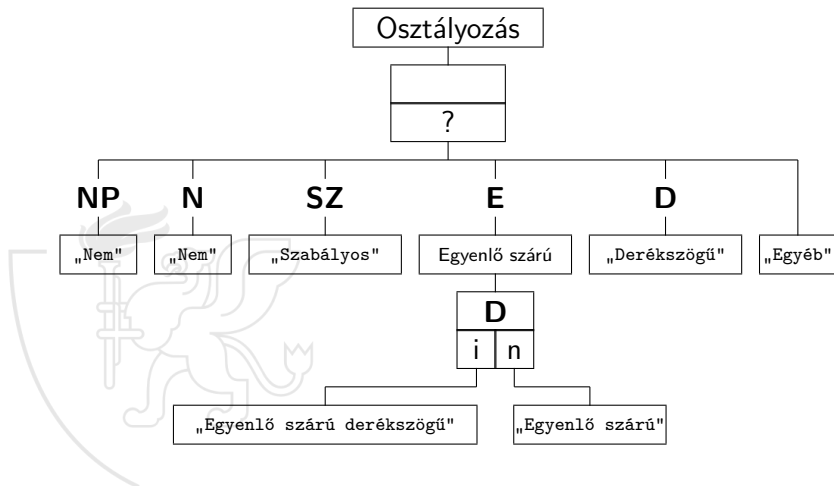 Osztályozás
?
NP N SZ E D
„Nem" „Nem" „Szabályos" Egyenlő szárú „Derékszögű" „Egyéb"
D
i n
„Egyenlő szárú derékszögű" „Egyenlő szárú"